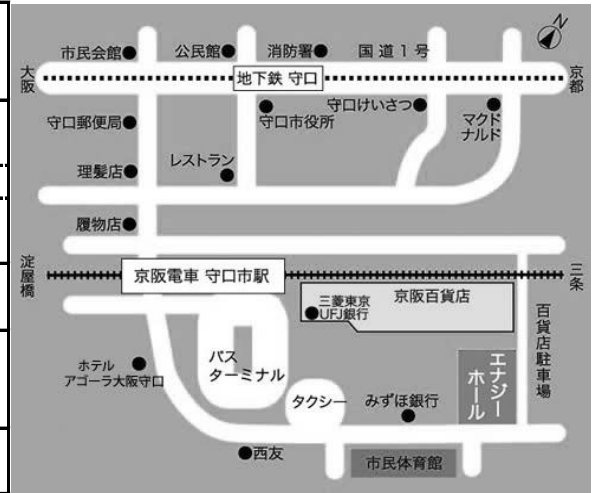 N
市民会館
公民館
消防署
国道1号
大阪
地下鉄 守口
京都
守口郵便局
守口市役所
守口けいさつ
マクド
ナルド
理髪店
レストラン
履物店
淀屋橋
京阪電車 守口市駅
三条
三菱東京
UFJ銀行
京阪百貨店
百貨店駐車場
ホテル
アゴーラ大阪守口
バス
ターミナル
タクシー
みずほ銀行
エナジー
ホール
西友
市民体育館